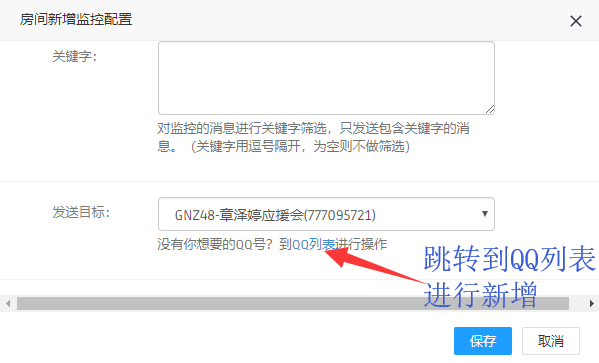 房间新增监控配置
关键字：
对监控的消息进行关键字筛选，只发送包含关键字的消
息。（关键字用逗号隔开，为空则不做筛选）
发送目标：
GNZ48-章泽婷应援会(777095721)
没有你想要的QQ号？到QQ列表进行操作
跳转到QQ列表
进行新增
保存
取消